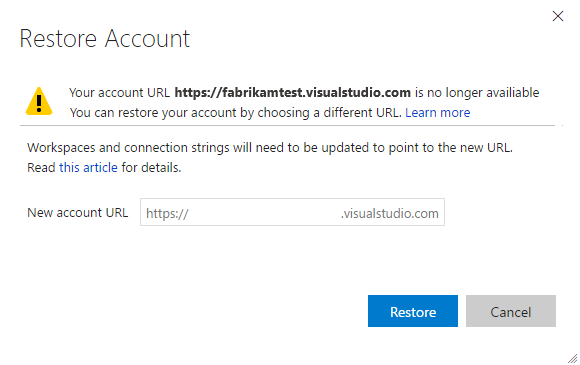 Restore Account
Your account URL https://fabrikamtest.visualstudio.com is no longer availiable
You can restore your account by choosing a different URL. Learn more
Workspaces and connection strings will need to be updated to point to the new URL.
Read this article for details.
New account URL https:// .visualstudio.com
Restore Cancel